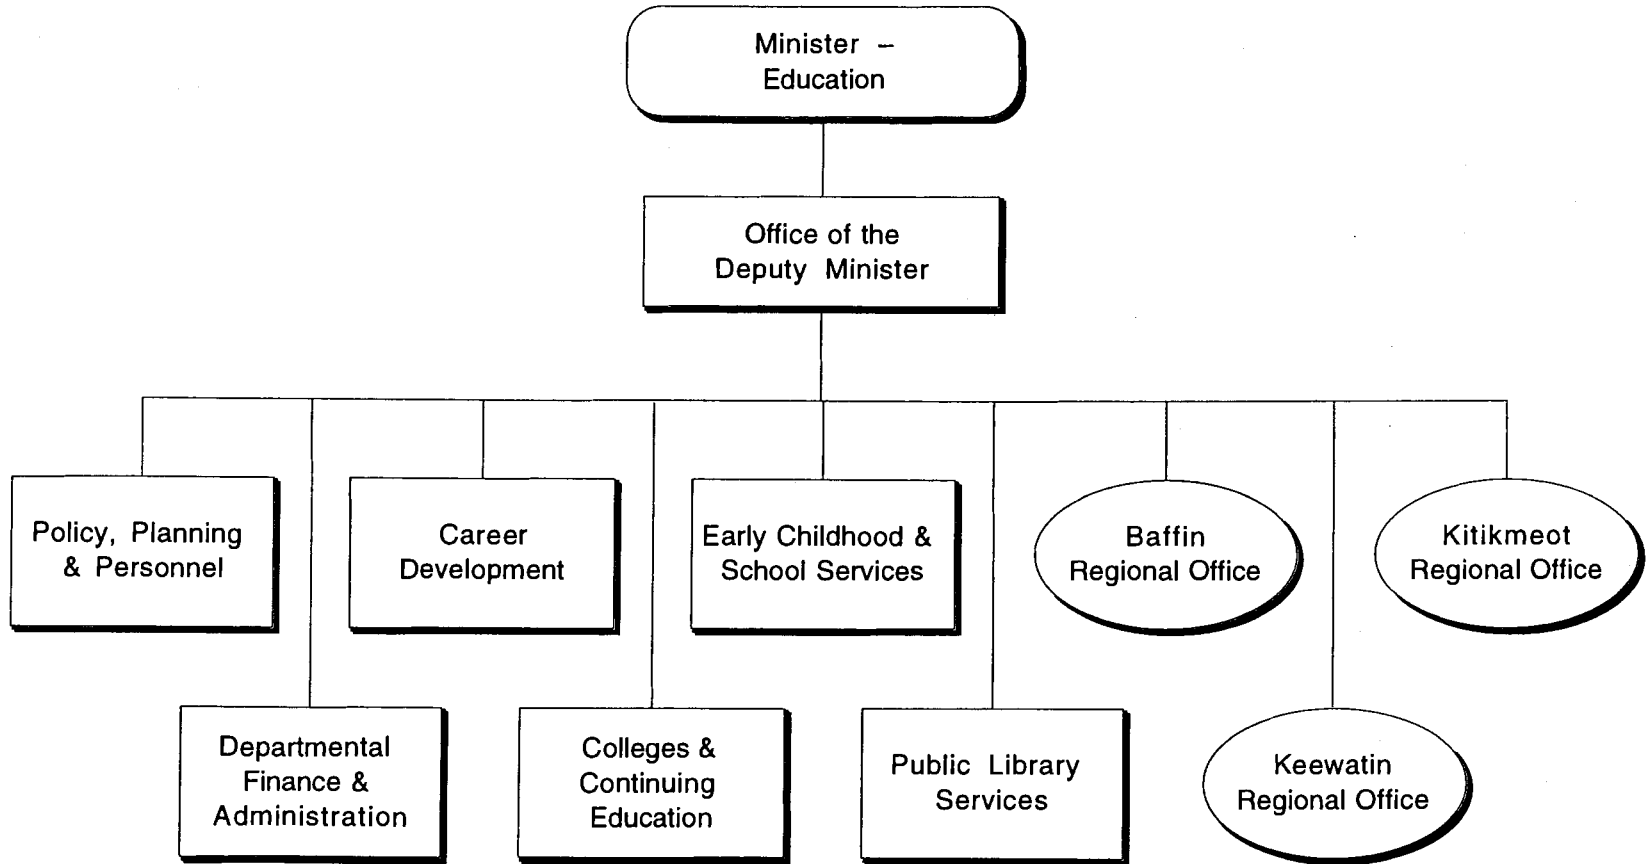 Minister –
Education
Office of the
Deputy Minister
Policy, Planning
& Personnel
Career
Development
Early Childhood &
School Services
Baffin
Regional Office
Kitikmeot
Regional Office
Departmental
Finance &
Administration
Colleges &
Continuing
Education
Public Library
Services
Keewatin
Regional Office